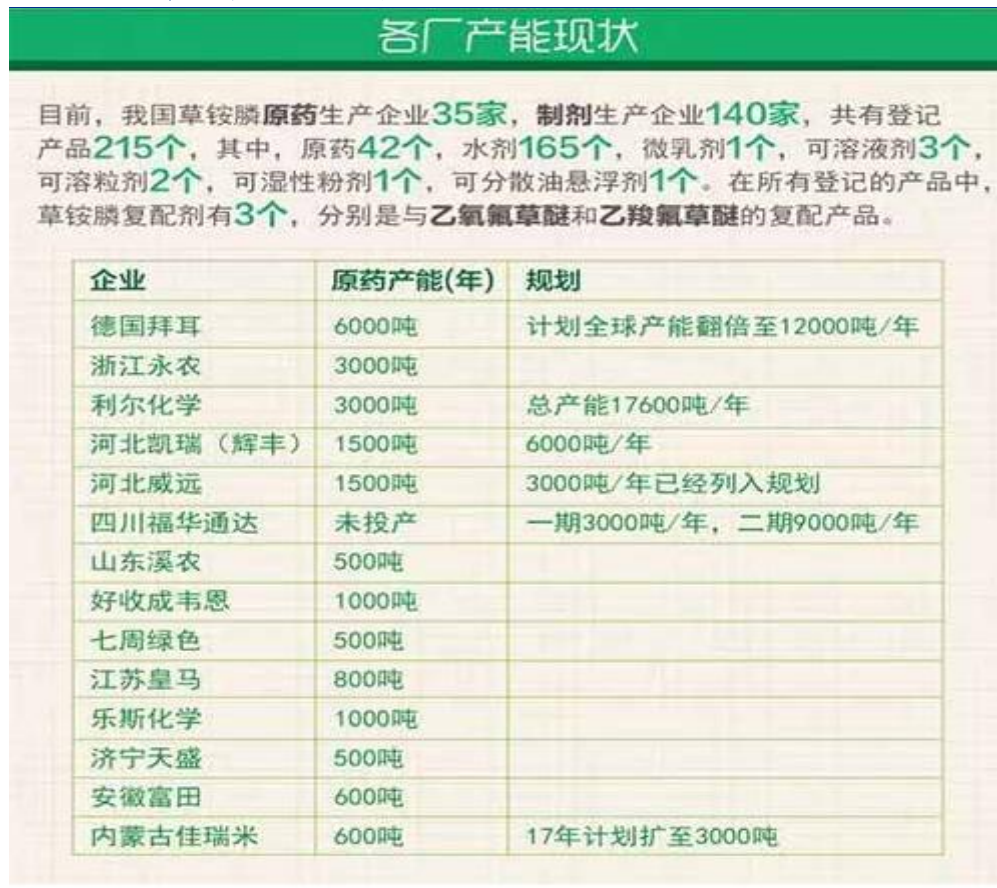 各厂产能现状
目前，我国草铵膦原药生产企业35家，制剂生产企业140家，共有登记
产品215个，其中，原药42个，水剂165个，微乳剂1个，可溶液剂3个，
可溶粒剂2个，可湿性粉剂1个，可分散油悬浮剂1个。在所有登记的产品中，
草铵膦复配剂有3个，分别是与乙氧氟草醚和乙羧氟草醚的复配产品。
企业 原药产能(年) 规划
德国拜耳 6000吨 计划全球产能翻倍至12000吨/年
浙江永农 3000吨
利尔化学 3000吨 总产能17600吨/年
河北凯瑞（辉丰） 1500吨 6000吨/年
河北威远 1500吨 3000吨/年已经列入规划
四川福华通达 未投产 一期3000吨/年，二期9000吨/年
山东溪农 500吨
好收成韦恩 1000吨
七周绿色 500吨
江苏皇马 800吨
乐斯化学 1000吨
济宁天盛 500吨
安徽富田 600吨
内蒙古佳瑞米 600吨 17年计划扩至3000吨